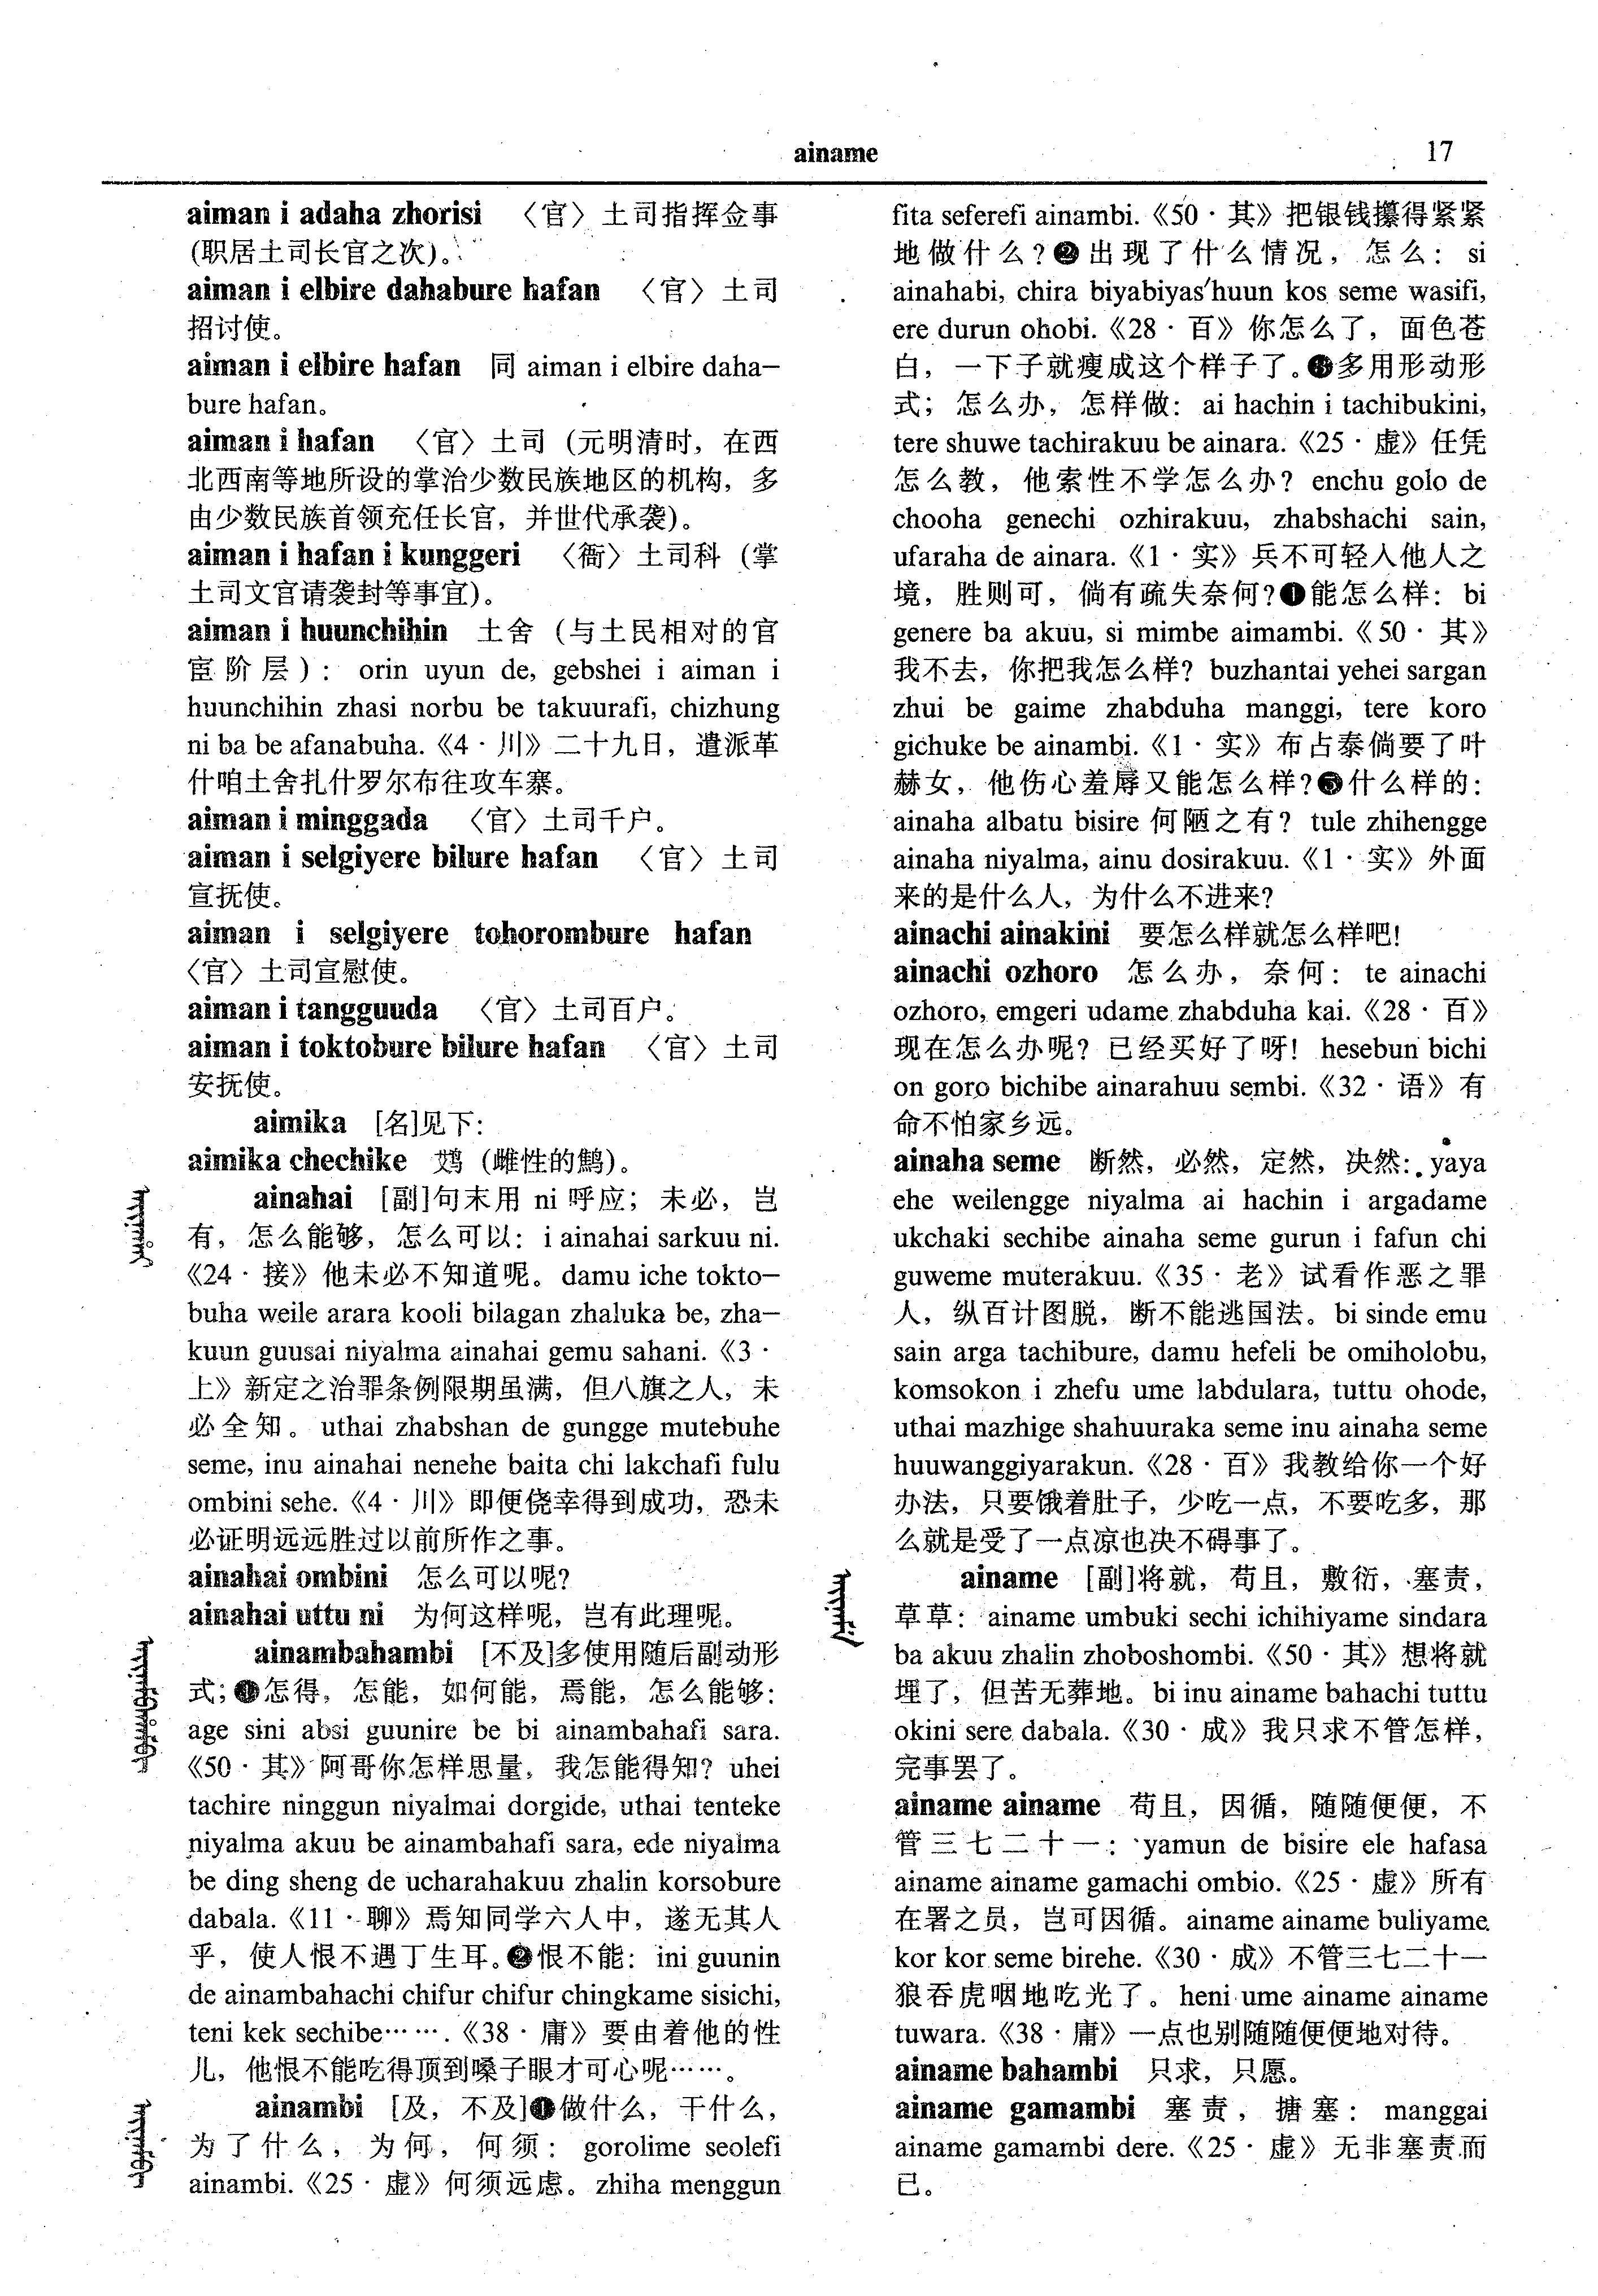 ainame
17
aiman i adaha zhorisi 〈官〉土司指挥佥事
(职居土司长官之次)。
aiman i elbire dahabure hafan 〈官〉土司
招讨使。
aiman i elbire hafan 同 aiman i elbire daha-
bure hafan。
aiman i hafan 〈官〉土司 (元明清时，在西
北西南等地所设的掌治少数民族地区的机构，多
由少数民族首领充任长官，并世代承袭)。
aiman i hafan i kunggeri 〈衙〉土司科 (掌
土司文官请袭封等事宜)。
aiman i huunchihin 土舍 (与土民相对的官
宦阶层)： orin uyun de, gebshei i aiman i
huunchihin zhasi norbu be takuurafi, chizhung
ni ba be afanabuha.《4·川》二十九日，遣派革
什咱土舍扎什罗尔布往攻车寨。
aiman i minggada 〈官〉土司千户。
aiman i selgiyere bilure hafan 〈官〉土司
宣抚使。
aiman i selgiyere tohorombure hafan
〈官〉土司宣慰使。
aiman i tangguuda 〈官〉土司百户。
aiman i toktobure bilure hafan 〈官〉土司
安抚使。
aimika [名]见下：
aimika chechike 鸡 (雌性的鹪)。
ainahai [副]句末用 ni 呼应；未必，岂
有，怎么能够，怎么可以：i ainahai sarkuu ni.
《24·接》他未必不知道呢。damu iche tokto-
buha weile arara kooli bilagan zhaluka be, zha-
kuun guusai niyalma ainahai gemu sahani.《3·
上》新定之治罪条例限期虽满，但八旗之人，未
必全知。uthai zhabshan de gungge mutebuhe
seme, inu ainahai nenehe baita chi lakchafi fulu
ombini sehe.《4·川》即便侥幸得到成功，恐未
必证明远远胜过以前所作之事。
ainahai ombini 怎么可以呢?
ainahai uttu ni 为何这样呢，岂有此理呢。
ainambahambi [不及]多使用随后副动形
式；❶怎得，怎能，如何能，焉能，怎么能够：
age sini absi guunire be bi ainambahafi sara.
《50·其》阿哥你怎样思量，我怎能得知? uhei
tachire ninggun niyalmai dorgide, uthai tenteke
niyalma akuu be ainambahafi sara, ede niyalma
be ding sheng de ucharahakuu zhalin korsobure
dabala.《11·聊》焉知同学六人中，遂无其人
乎，使人恨不遇丁生耳。❷恨不能：ini guunin
de ainambahachi chifur chifur chingkame sisichi,
teni kek sechibe…….《38·庸》要由着他的性
儿，他恨不能吃得顶到嗓子眼才可心呢……。
ainambi [及，不及]❶做什么，干什么，
为了什么，为何，何须：gorolime seolefi
ainambi.《25·虚》何须远虑。zhiha menggun
fita seferefi ainambi.《50·其》把银钱攥得紧紧
地做什么?❷出现了什么情况，怎么：si
ainahabi, chira biyabiyas'huun kos seme wasifi,
ere durun ohobi.《28·百》你怎么了，面色苍
白，一下子就瘦成这个样子了。❸多用形动形
式；怎么办，怎样做：ai hachin i tachibukini,
tere shuwe tachirakuu be ainara.《25·虚》任凭
怎么教，他索性不学怎么办? enchu golo de
chooha genechi ozhirakuu, zhabshachi sain,
ufaraha de ainara.《1·实》兵不可轻入他人之
境，胜则可，倘有疏失奈何?❶能怎么样：bi
genere ba akuu, si mimbe aimambi.《50·其》
我不去，你把我怎么样? buzhantai yehei sargan
zhui be gaime zhabduha manggi, tere koro
gichuke be ainambi.《1·实》布占泰倘要了叶
赫女，他伤心羞辱又能怎么样?❺什么样的：
ainaha albatu bisire 何陋之有? tule zhihengge
ainaha niyalma, ainu dosirakuu.《1·实》外面
来的是什么人，为什么不进来?
ainachi ainakini 要怎么样就怎么样吧!
ainachi ozhoro 怎么办，奈何：te ainachi
ozhoro, emgeri udame zhabduha kai.《28·百》
现在怎么办呢? 已经买好了呀! hesebun bichi
on goro bichibe ainarahuu sembi.《32·语》有
命不怕家乡远。
ainaha seme 断然，必然，定然，决然：yaya
ehe weilengge niyalma ai hachin i argadame
ukchaki sechibe ainaha seme gurun i fafun chi
guweme muterakuu.《35·老》试看作恶之罪
人，纵百计图脱，断不能逃国法。bi sinde emu
sain arga tachibure, damu hefeli be omiholobu,
komsokon i zhefu ume labdulara, tuttu ohode,
uthai mazhige shahuuraka seme inu ainaha seme
huuwanggiyarakun.《28·百》我教给你一个好
办法，只要饿着肚子，少吃一点，不要吃多，那
么就是受了一点凉也决不碍事了。
ainame [副]将就，苟且，敷衍，塞责，
草草：ainame umbuki sechi ichihiyame sindara
ba akuu zhalin zhoboshombi.《50·其》想将就
埋了，但苦无葬地。bi inu ainame bahachi tuttu
okini sere dabala.《30·成》我只求不管怎样，
完事罢了。
ainame ainame 苟且，因循，随随便便，不
管三七二十一：yamun de bisire ele hafasa
ainame ainame gamachi ombio.《25·虚》所有
在署之员，岂可因循。ainame ainame buliyame
kor kor seme birehe.《30·成》不管三七二十一
狼吞虎咽地吃光了。heni ume ainame ainame
tuwara.《38·庸》一点也别随随便便地对待。
ainame bahambi 只求，只愿。
ainame gamambi 塞责，搪塞：manggai
ainame gamambi dere.《25·虚》无非塞责而
已。